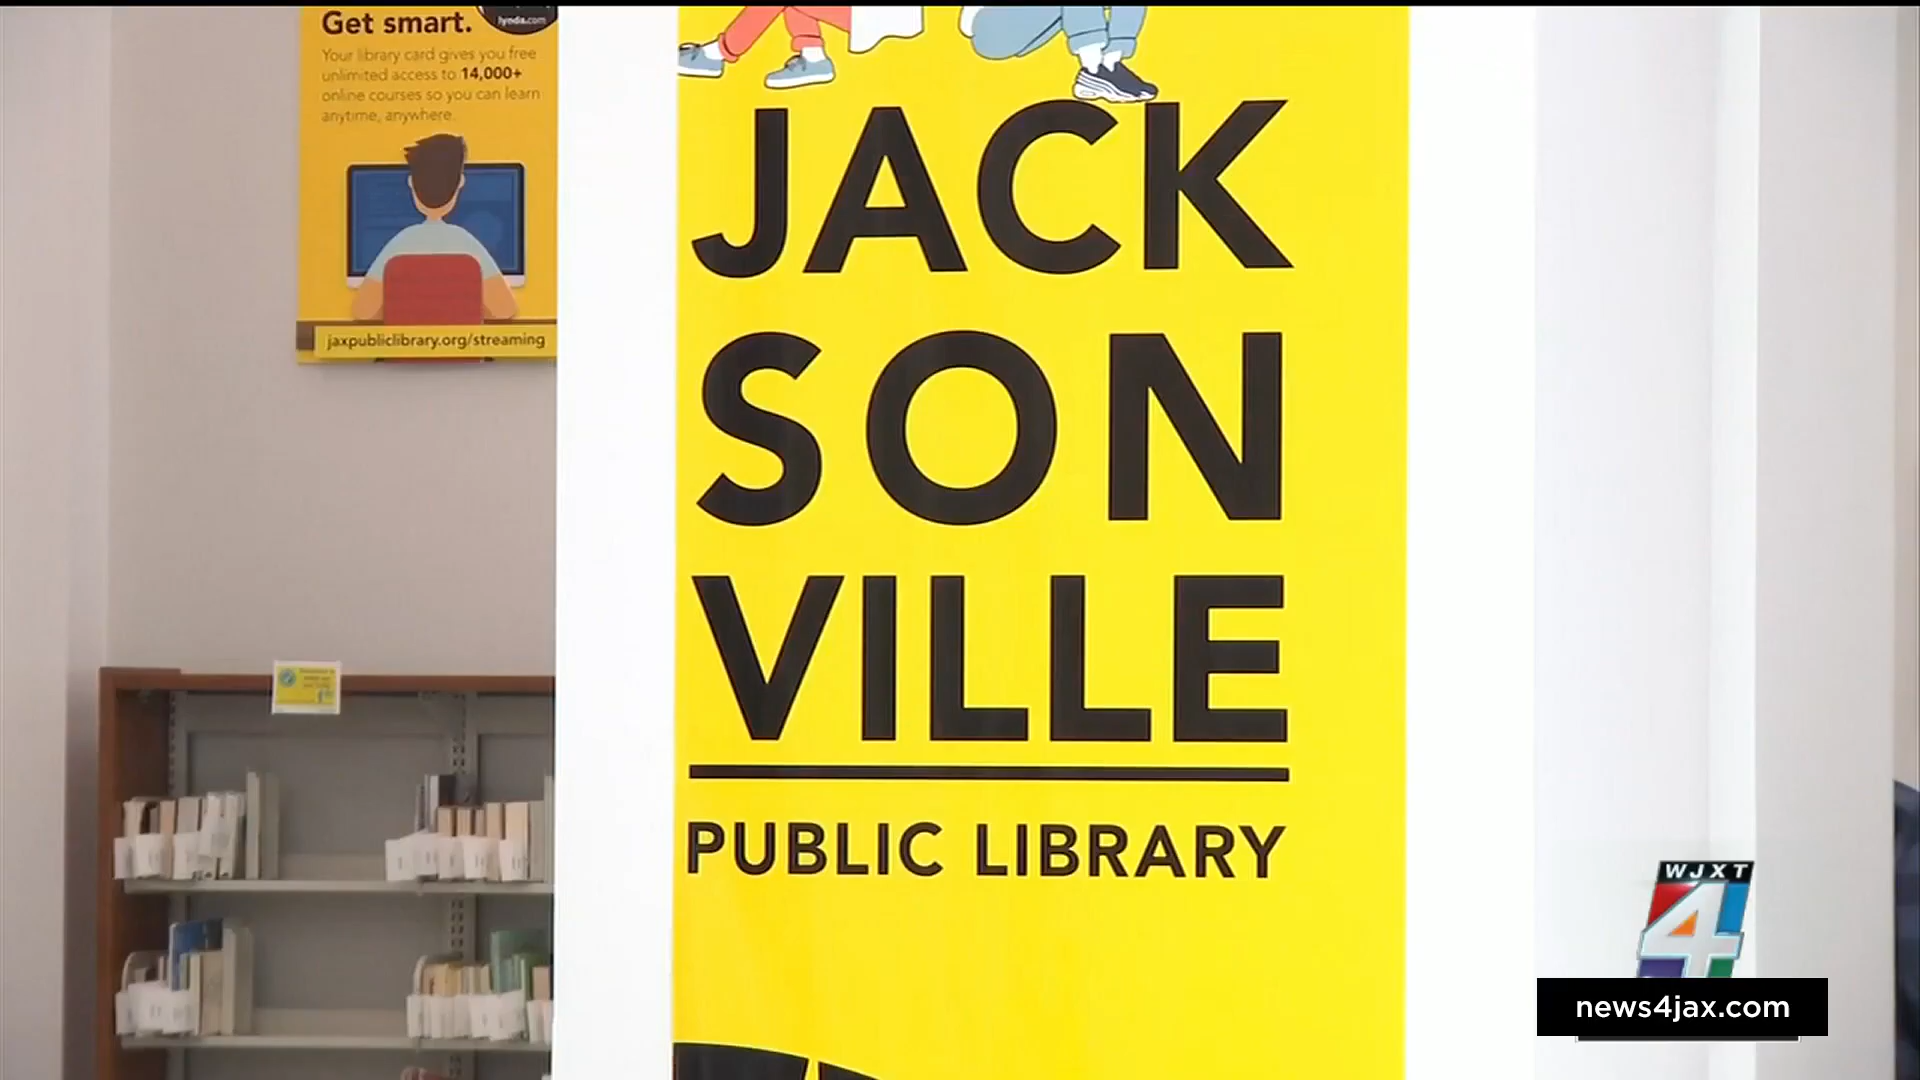 Get smart.
lynda.com
Your library card gives you free
unlimited access to 14,000+
online courses so you can learn
anytime, anywhere.
jaxpubliclibrary.org/streaming
JACK
SON
VILLE
PUBLIC LIBRARY
WJXT
4
news4jax.com